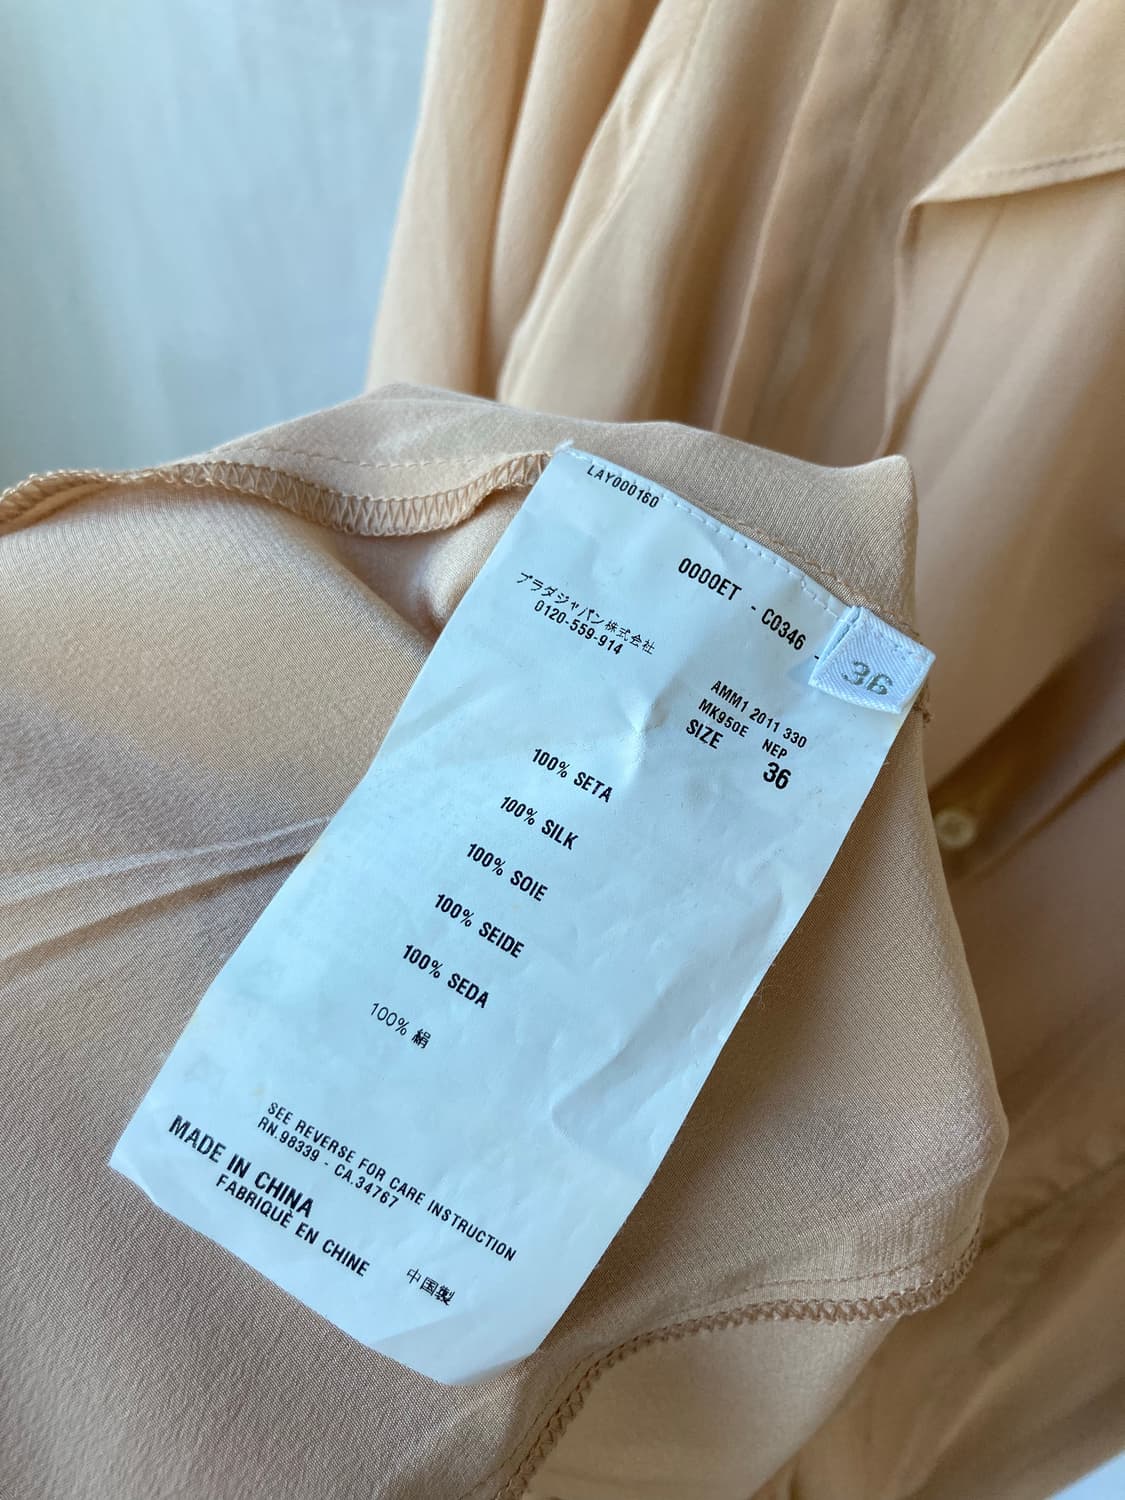 LAY000160
0000ET - C0346 -
36
プラダジャパン株式会社
0120-559-914
AMM1 2011 330
MK950E NEP
SIZE 36
100% SETA
100% SILK
100% SOIE
100% SEIDE
100% SEDA
100% 絹
SEE REVERSE FOR CARE INSTRUCTION
RN.98339 - CA.34767
MADE IN CHINA
FABRIQUÈ EN CHINE
中国製